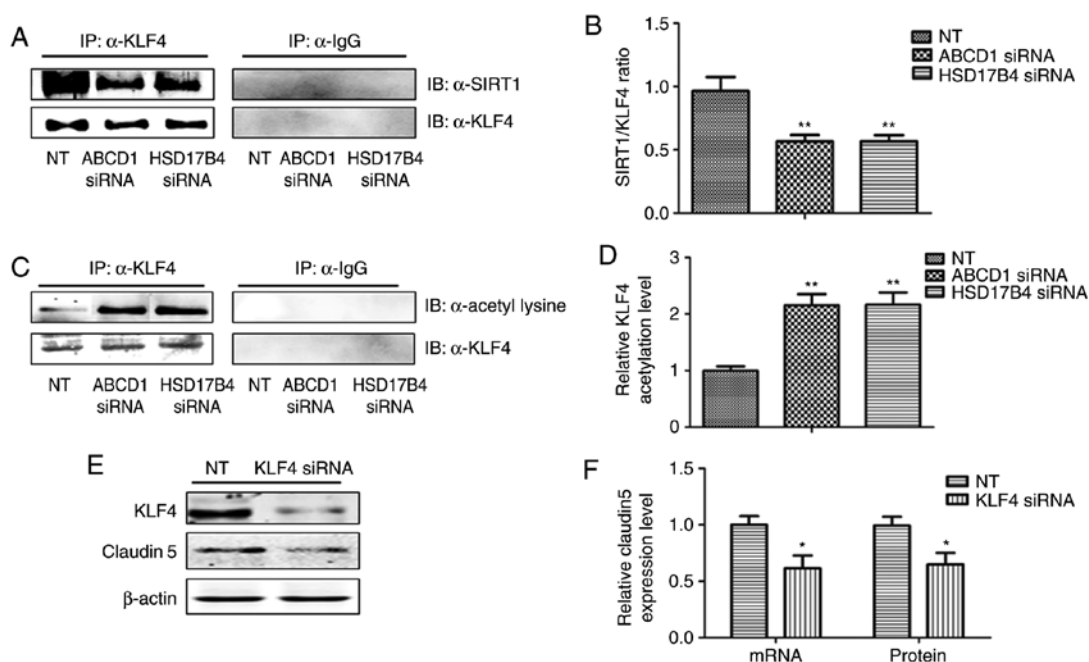 A
IP: α-KLF4
IP: α-IgG
IB: α-SIRT1
IB: α-KLF4
NT ABCD1 siRNA HSD17B4 siRNA
NT ABCD1 siRNA HSD17B4 siRNA
B
SIRT1/KLF4 ratio
1.5
1.0
0.5
0.0
** **
NT
ABCD1 siRNA
HSD17B4 siRNA
C
IP: α-KLF4
IP: α-IgG
IB: α-acetyl lysine
IB: α-KLF4
NT ABCD1 siRNA HSD17B4 siRNA
NT ABCD1 siRNA HSD17B4 siRNA
D
Relative KLF4
acetylation level
3
2
1
0
** **
NT
ABCD1 siRNA
HSD17B4 siRNA
E
NT KLF4 siRNA
KLF4
Claudin 5
β-actin
F
Relative claudin5
expression level
1.5
1.0
0.5
0.0
* *
NT
KLF4 siRNA
mRNA Protein